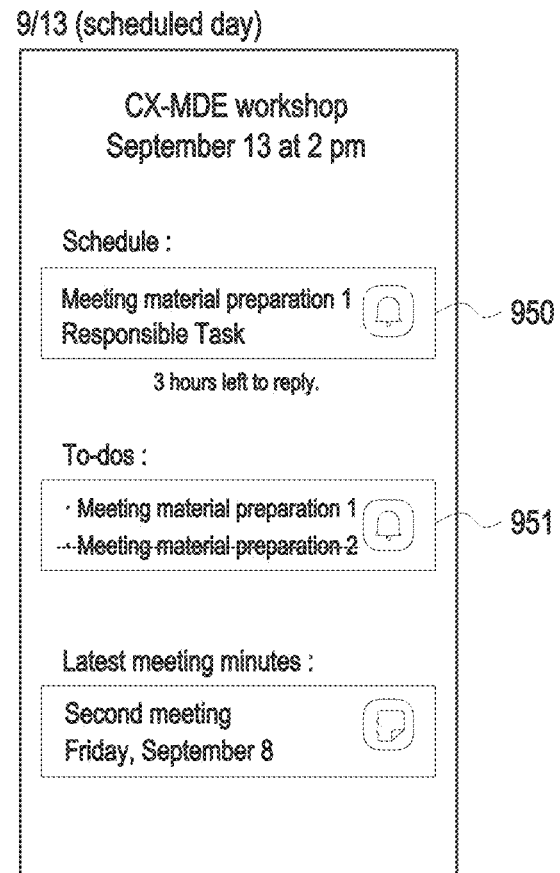 9/13 (scheduled day)
CX-MDE workshop
September 13 at 2 pm
Schedule :
Meeting material preparation 1
Responsible Task
950
3 hours left to reply.
To-dos :
· Meeting material preparation 1
· Meeting material preparation 2
951
Latest meeting minutes :
Second meeting
Friday, September 8